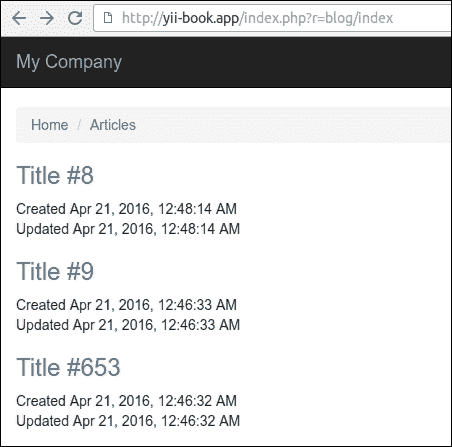 http://yii-book.app/index.php?r=blog/index
My Company
Home / Articles
Title #8
Created Apr 21, 2016, 12:48:14 AM
Updated Apr 21, 2016, 12:48:14 AM
Title #9
Created Apr 21, 2016, 12:46:33 AM
Updated Apr 21, 2016, 12:46:33 AM
Title #653
Created Apr 21, 2016, 12:46:32 AM
Updated Apr 21, 2016, 12:46:32 AM